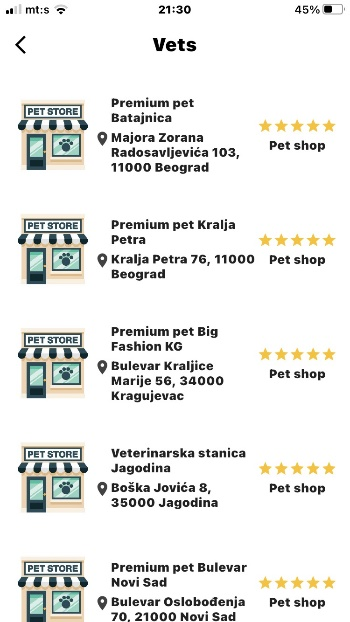 mt:s 21:30 45%
Vets
PET STORE
Premium pet
Batajnica
Majora Zorana
Radosavljevića 103,
11000 Beograd
Pet shop
PET STORE
Premium pet Kralja
Petra
Kralja Petra 76, 11000
Beograd
Pet shop
PET STORE
Premium pet Big
Fashion KG
Bulevar Kraljice
Marije 56, 34000
Kragujevac
Pet shop
PET STORE
Veterinarska stanica
Jagodina
Boška Jovića 8,
35000 Jagodina
Pet shop
PET STORE
Premium pet Bulevar
Novi Sad
Bulevar Oslobođenja
70, 21000 Novi Sad
Pet shop